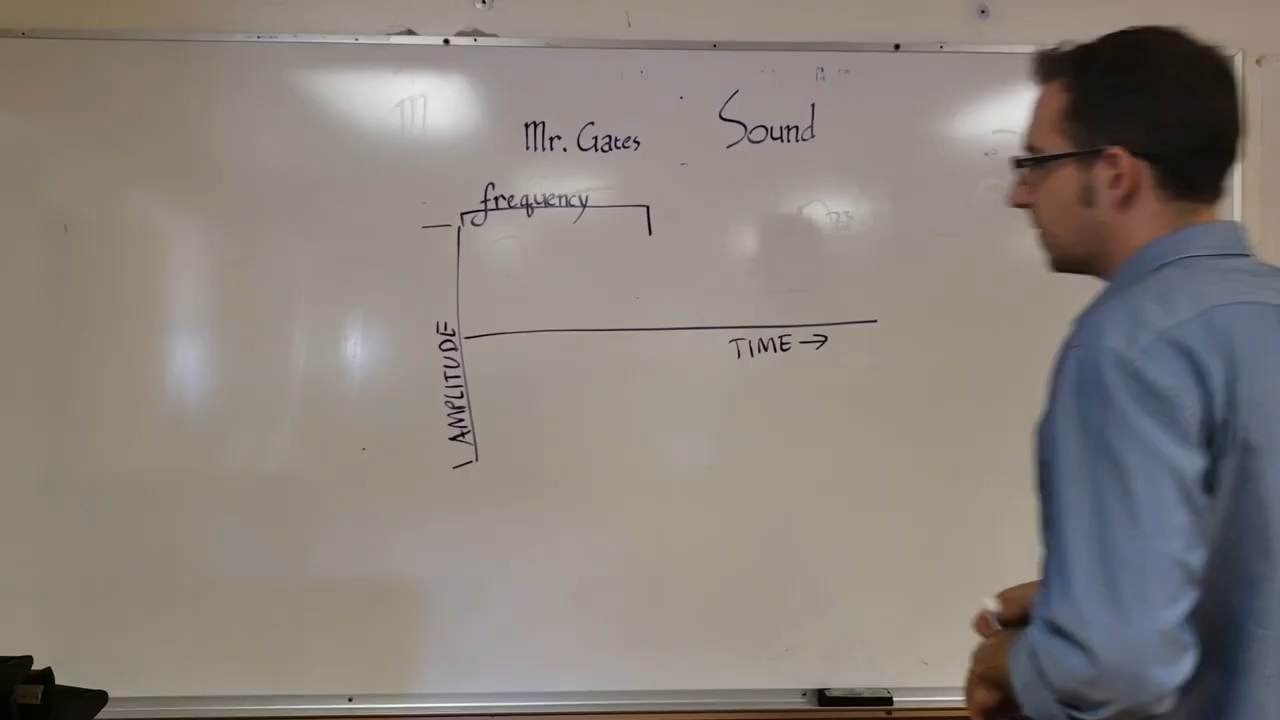 Mr. Gates
Sound
frequency
AMPLITUDE
TIME →